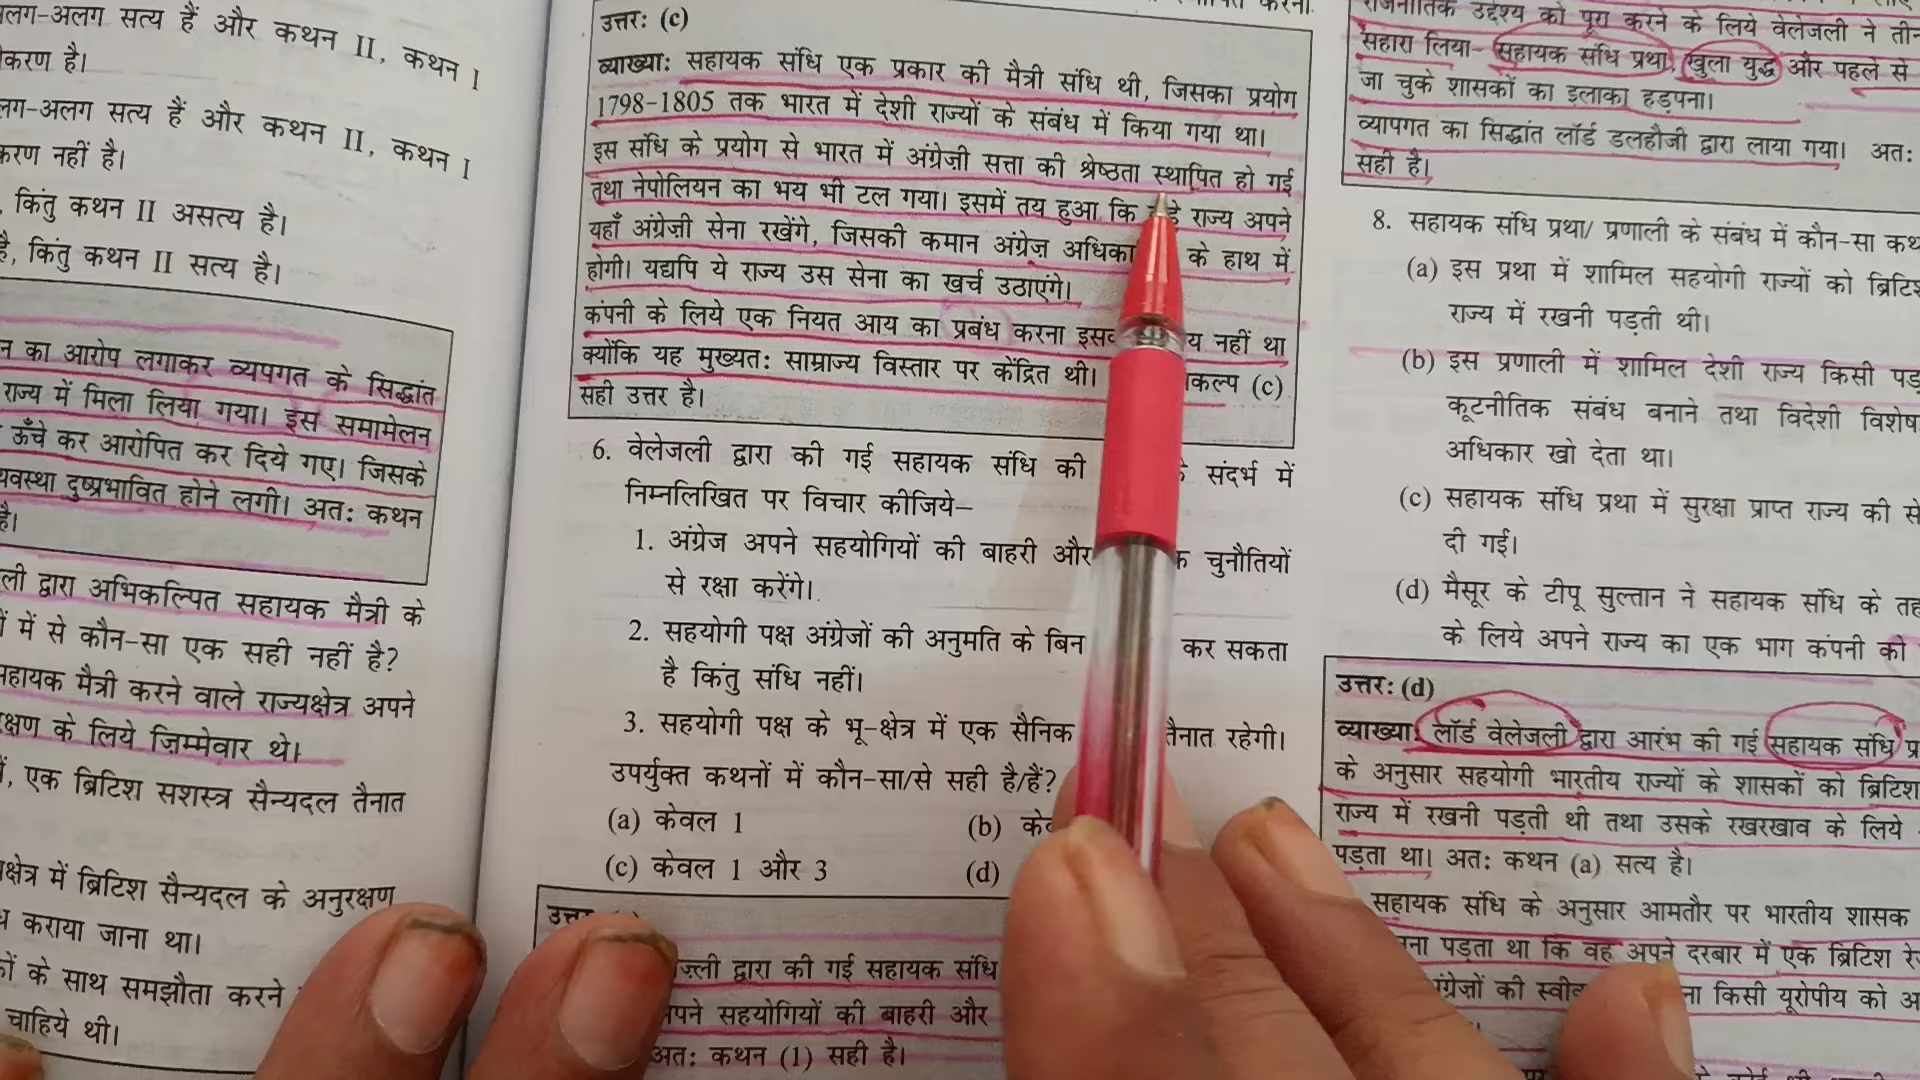 अलग-अलग सत्य हैं और कथन II, कथन I
करण है।
लग-अलग सत्य हैं और कथन II, कथन I
करण नहीं है।
, किंतु कथन II असत्य है।
है, किंतु कथन II सत्य है।
न का आरोप लगाकर व्यपगत के सिद्धांत
राज्य में मिला लिया गया। इस समामेलन
ऊँचे कर आरोपित कर दिये गए। जिसके
व्यवस्था दुष्प्रभावित होने लगी। अतः कथन
है।
ली द्वारा अभिकल्पित सहायक मैत्री के
में से कौन-सा एक सही नहीं है?
सहायक मैत्री करने वाले राज्यक्षेत्र अपने
रक्षण के लिये ज़िम्मेवार थे।
, एक ब्रिटिश सशस्त्र सैन्यदल तैनात
क्षेत्र में ब्रिटिश सैन्यदल के अनुरक्षण
कराया जाना था।
के साथ समझौता करने
चाहिये थी।
करना
उत्तरः (c)
व्याख्याः सहायक संधि एक प्रकार की मैत्री संधि थी, जिसका प्रयोग
1798-1805 तक भारत में देशी राज्यों के संबंध में किया गया था।
इस संधि के प्रयोग से भारत में अंग्रेज़ी सत्ता की श्रेष्ठता स्थापित हो गई
तथा नेपोलियन का भय भी टल गया। इसमें तय हुआ कि राज्य अपने
यहाँ अंग्रेज़ी सेना रखेंगे, जिसकी कमान अंग्रेज़ अधिका के हाथ में
होगी। यद्यपि ये राज्य उस सेना का खर्च उठाएंगे।
कंपनी के लिये एक नियत आय का प्रबंध करना इस य नहीं था
क्योंकि यह मुख्यतः साम्राज्य विस्तार पर केंद्रित थी। कल्प (c)
सही उत्तर है।
6. वेलेजली द्वारा की गई सहायक संधि की संदर्भ में
निम्नलिखित पर विचार कीजिये–
1. अंग्रेज अपने सहयोगियों की बाहरी और चुनौतियों
से रक्षा करेंगे।
2. सहयोगी पक्ष अंग्रेजों की अनुमति के बिन कर सकता
है किंतु संधि नहीं।
3. सहयोगी पक्ष के भू-क्षेत्र में एक सैनिक तैनात रहेगी।
उपर्युक्त कथनों में कौन-सा/से सही है/हैं?
(a) केवल 1
(b)
(c) केवल 1 और 3
(d)
द्वारा की गई सहायक संधि
अपने सहयोगियों की बाहरी और
अतः कथन (1) सही है।
राजनीतिक उद्देश्य को पूरा करने के लिये वेलेजली ने तीन
सहारा लिया- सहायक संधि प्रथा, खुला युद्ध और पहले से
जा चुके शासकों का इलाका हड़पना।
व्यापगत का सिद्धांत लॉर्ड डलहौजी द्वारा लाया गया। अतः
सही है।
8. सहायक संधि प्रथा/ प्रणाली के संबंध में कौन-सा कथ
(a) इस प्रथा में शामिल सहयोगी राज्यों को ब्रिटिश
राज्य में रखनी पड़ती थी।
(b) इस प्रणाली में शामिल देशी राज्य किसी पड़
कूटनीतिक संबंध बनाने तथा विदेशी विशेष
अधिकार खो देता था।
(c) सहायक संधि प्रथा में सुरक्षा प्राप्त राज्य की से
दी गई।
(d) मैसूर के टीपू सुल्तान ने सहायक संधि के तह
के लिये अपने राज्य का एक भाग कंपनी को
उत्तरः (d)
व्याख्याः लॉर्ड वेलेजली द्वारा आरंभ की गई सहायक संधि प्र
के अनुसार सहयोगी भारतीय राज्यों के शासकों को ब्रिटिश
राज्य में रखनी पड़ती थी तथा उसके रखरखाव के लिये
पड़ता था। अतः कथन (a) सत्य है।
सहायक संधि के अनुसार आमतौर पर भारतीय शासक
पड़ता था कि वह अपने दरबार में एक ब्रिटिश रे
अंग्रेज़ों की किसी यूरोपीय को अ